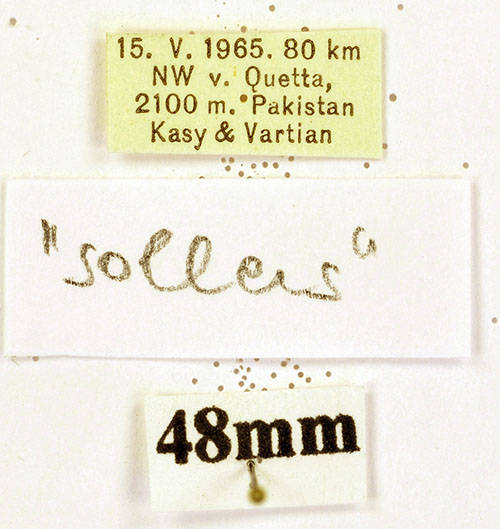 15. V. 1965. 80 km
NW v. Quetta,
2100 m. Pakistan
Kasy & Vartian
"sollers"
48mm